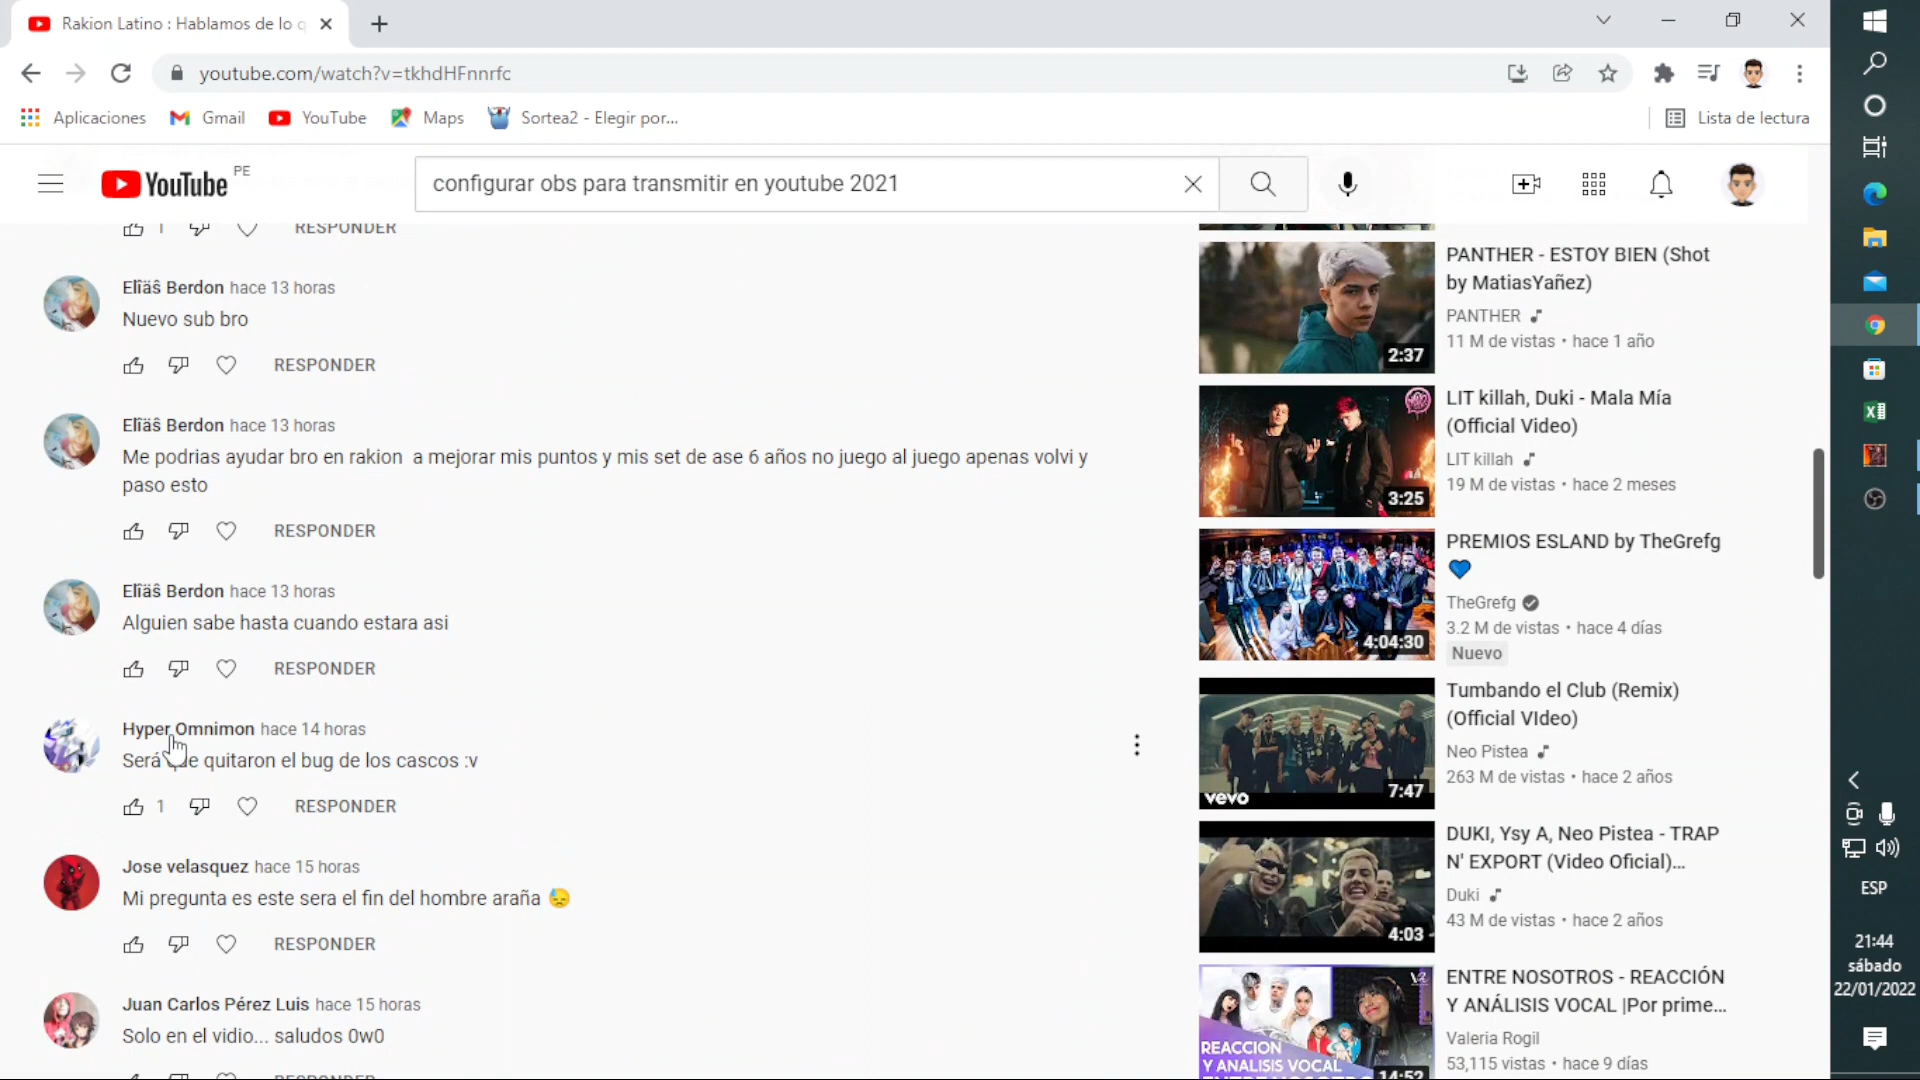 Rakion Latino : Hablamos de lo q
youtube.com/watch?v=tkhdHFnnrfc
Aplicaciones
Gmail
YouTube
Maps
Sortea2 - Elegir por...
Lista de lectura
YouTube PE
configurar obs para transmitir en youtube 2021
1
RESPONDER
Elîäŝ Berdon hace 13 horas
Nuevo sub bro
RESPONDER
Elîäŝ Berdon hace 13 horas
Me podrias ayudar bro en rakion a mejorar mis puntos y mis set de ase 6 años no juego al juego apenas volvi y
paso esto
RESPONDER
Elîäŝ Berdon hace 13 horas
Alguien sabe hasta cuando estara asi
RESPONDER
Hyper Omnimon hace 14 horas
Será que quitaron el bug de los cascos :v
1
RESPONDER
Jose velasquez hace 15 horas
Mi pregunta es este sera el fin del hombre araña 😓
RESPONDER
Juan Carlos Pérez Luis hace 15 horas
Solo en el vidio... saludos 0w0
RESPONDER
PANTHER - ESTOY BIEN (Shot
by MatiasYañez)
PANTHER
11 M de vistas • hace 1 año
2:37
LIT killah, Duki - Mala Mía
(Official Video)
LIT killah
19 M de vistas • hace 2 meses
3:25
PREMIOS ESLAND by TheGrefg
💙
TheGrefg
3.2 M de vistas • hace 4 días
Nuevo
4:04:30
Tumbando el Club (Remix)
(Official VIdeo)
Neo Pistea
263 M de vistas • hace 2 años
vevo
7:47
DUKI, Ysy A, Neo Pistea - TRAP
N' EXPORT (Video Oficial)...
Duki
43 M de vistas • hace 2 años
4:03
ENTRE NOSOTROS - REACCIÓN
Y ANÁLISIS VOCAL |Por prime...
Valeria Rogil
53,115 vistas • hace 9 días
REACCION
Y ANALISIS VOCAL
ENTRE NOSOTROS
14:52
ESP
21:44
sábado
22/01/2022